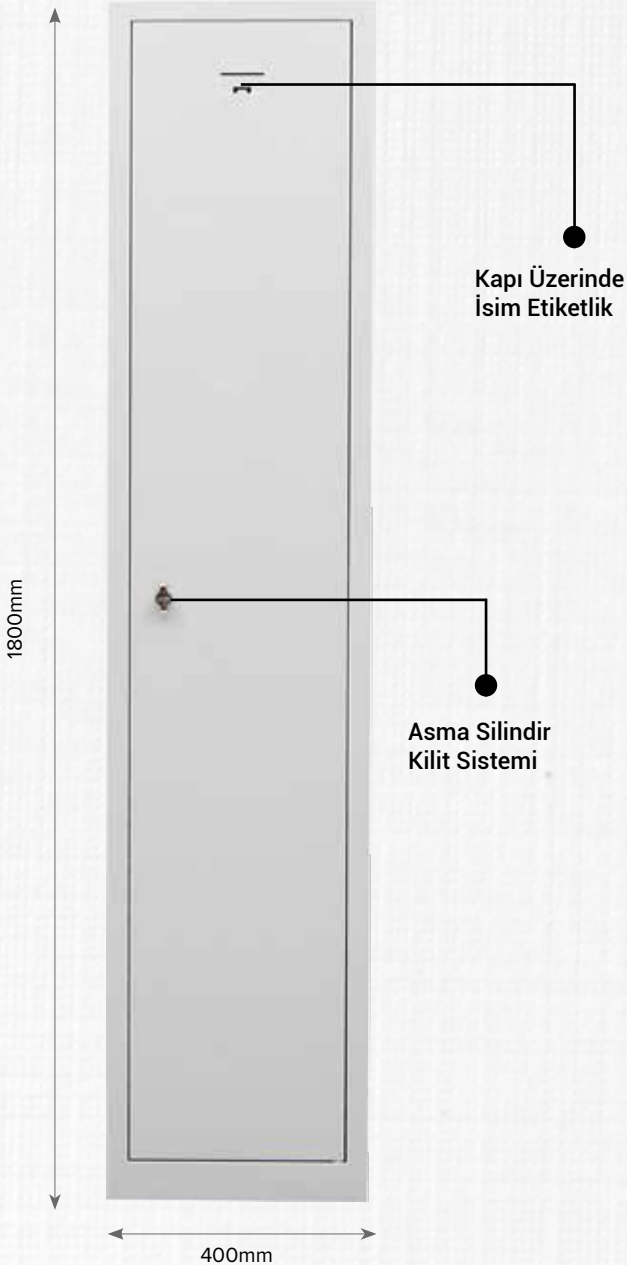 Kapı Üzerinde
İsim Etiketlik
1800mm
Asma Silindir
Kilit Sistemi
400mm